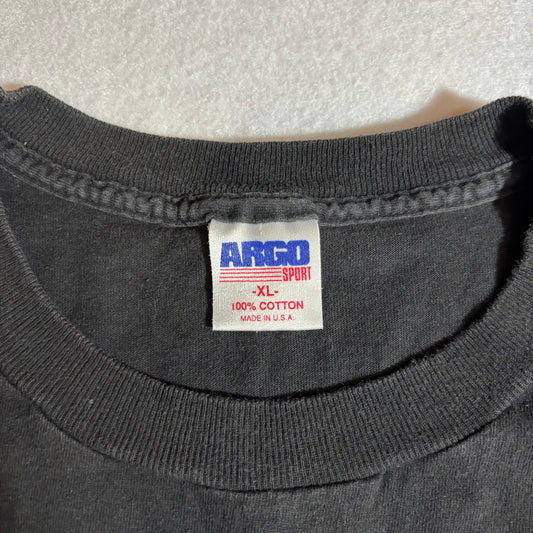 ARGO
SPORT
-XL-
100% COTTON
MADE IN U.S.A.